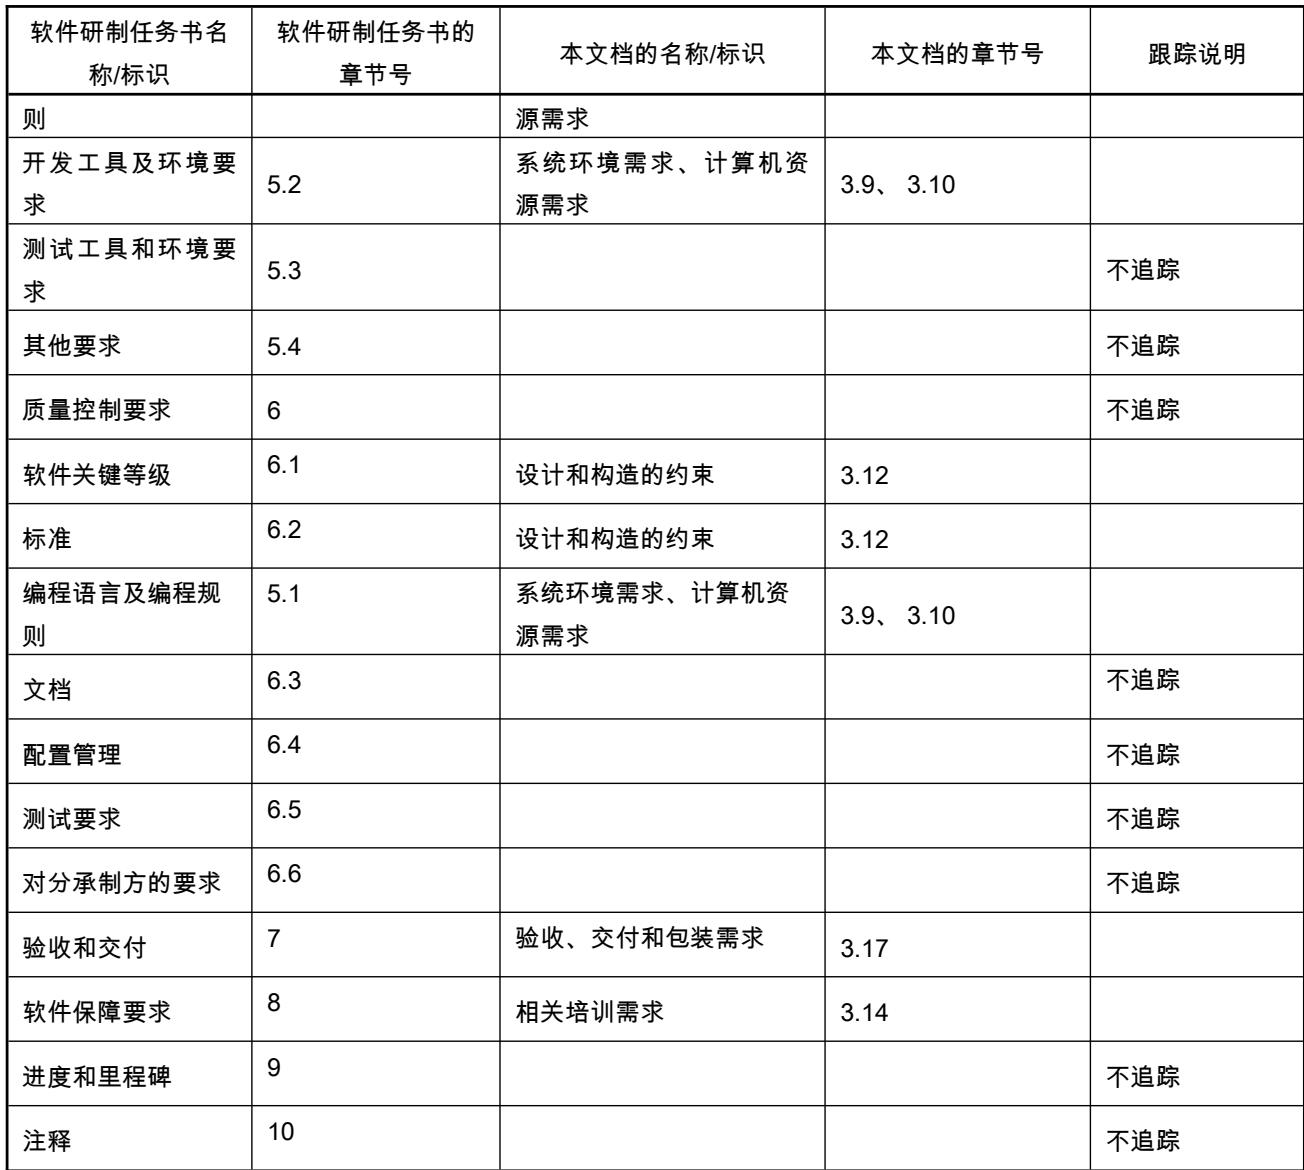 软件研制任务书名
称/标识
软件研制任务书的
章节号
本文档的名称/标识
本文档的章节号
跟踪说明
则
源需求
开发工具及环境要
求
5.2
系统环境需求、计算机资
源需求
3.9、 3.10
测试工具和环境要
求
5.3
不追踪
其他要求
5.4
不追踪
质量控制要求
6
不追踪
软件关键等级
6.1
设计和构造的约束
3.12
标准
6.2
设计和构造的约束
3.12
编程语言及编程规
则
5.1
系统环境需求、计算机资
源需求
3.9、 3.10
文档
6.3
不追踪
配置管理
6.4
不追踪
测试要求
6.5
不追踪
对分承制方的要求
6.6
不追踪
验收和交付
7
验收、交付和包装需求
3.17
软件保障要求
8
相关培训需求
3.14
进度和里程碑
9
不追踪
注释
10
不追踪